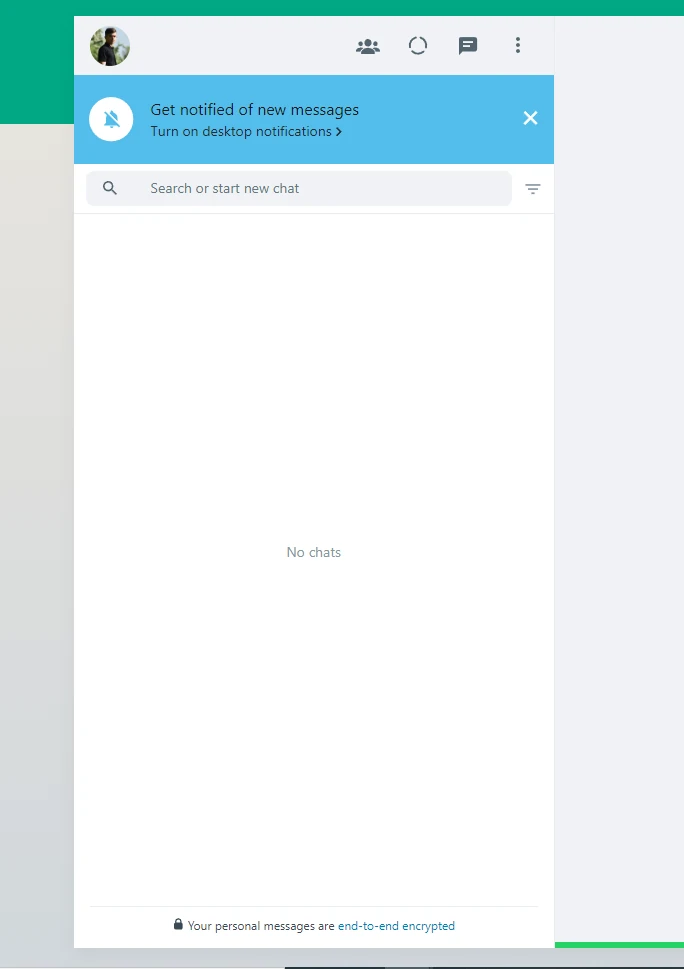 Get notified of new messages
Turn on desktop notifications
Search or start new chat
No chats
Your personal messages are end-to-end encrypted